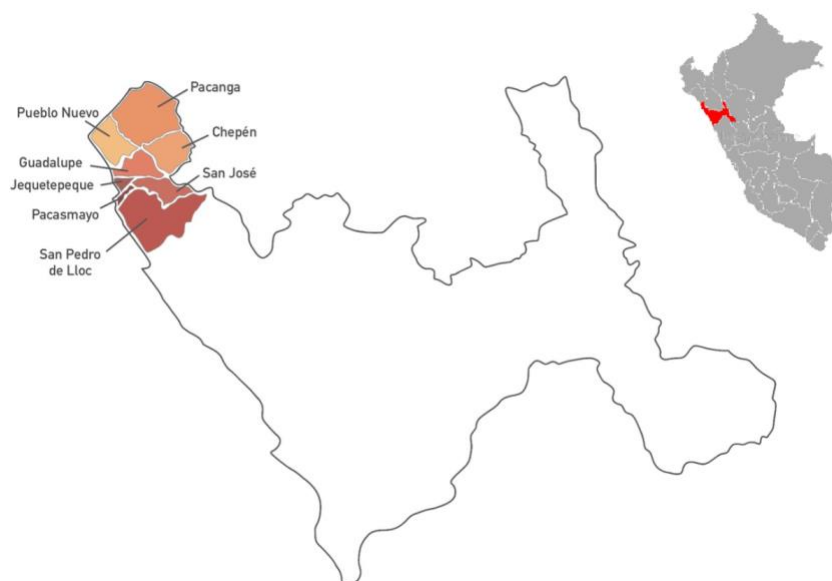 Pacanga
Pueblo Nuevo
Chepén
Guadalupe
San José
Jequetepeque
Pacasmayo
San Pedro
de Lloc